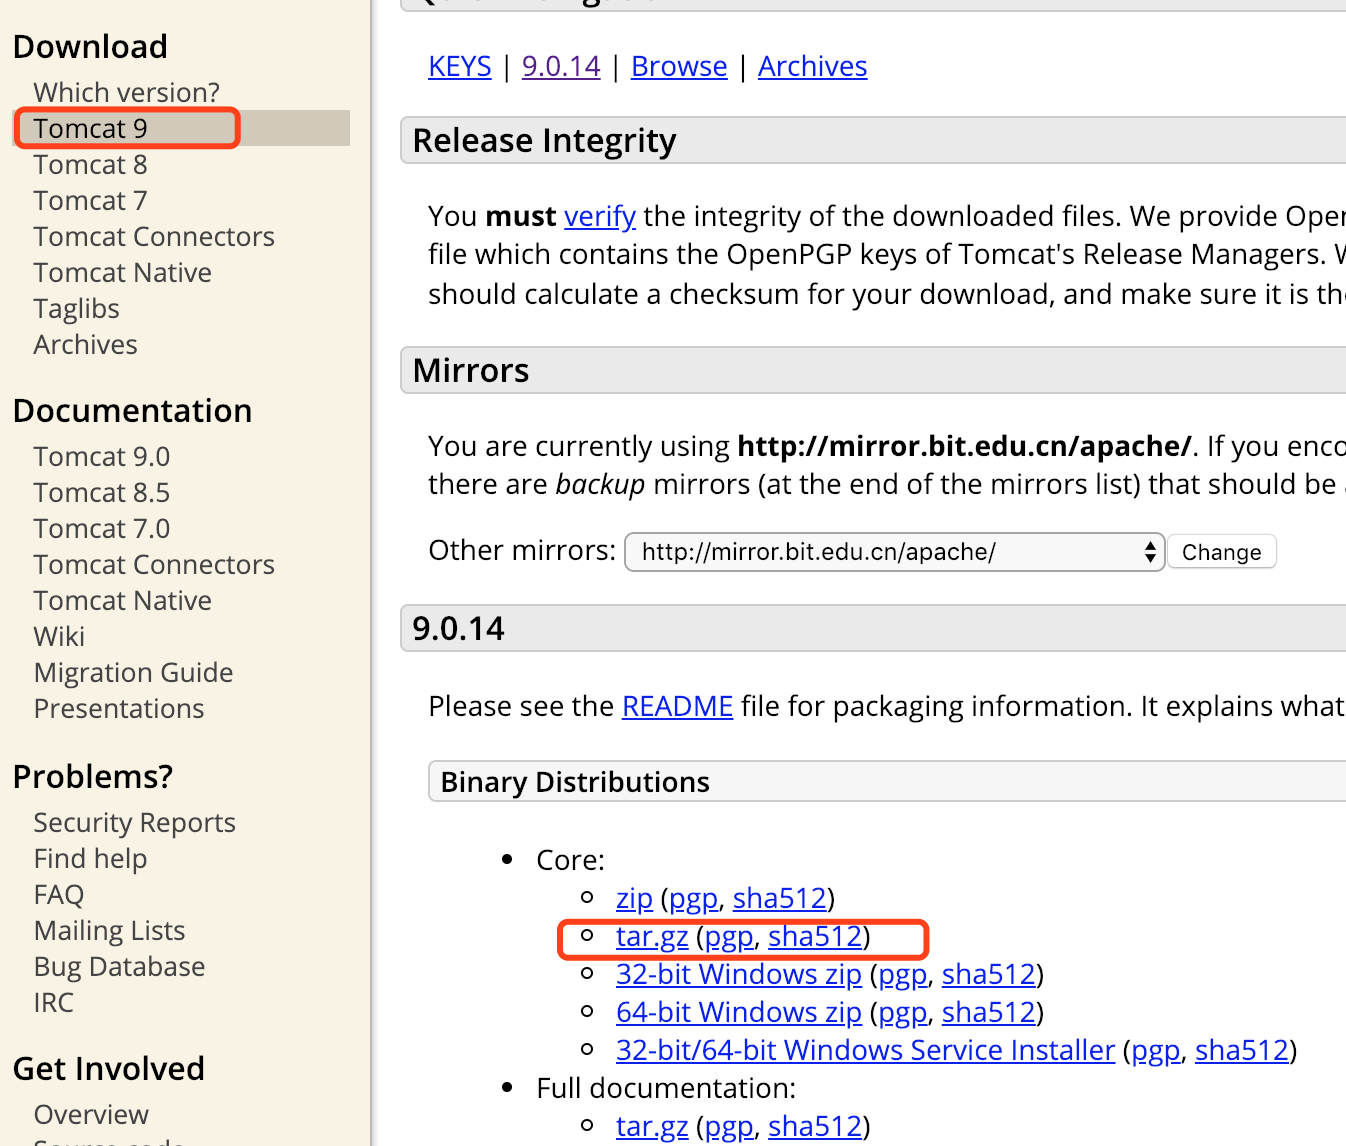 Download
Which version?
Tomcat 9
Tomcat 8
Tomcat 7
Tomcat Connectors
Tomcat Native
Taglibs
Archives
Documentation
Tomcat 9.0
Tomcat 8.5
Tomcat 7.0
Tomcat Connectors
Tomcat Native
Wiki
Migration Guide
Presentations
Problems?
Security Reports
Find help
FAQ
Mailing Lists
Bug Database
IRC
Get Involved
Overview
KEYS | 9.0.14 | Browse | Archives
Release Integrity
You must verify the integrity of the downloaded files. We provide Open
file which contains the OpenPGP keys of Tomcat's Release Managers.
should calculate a checksum for your download, and make sure it is the
Mirrors
You are currently using http://mirror.bit.edu.cn/apache/. If you enco
there are backup mirrors (at the end of the mirrors list) that should be
Other mirrors: http://mirror.bit.edu.cn/apache/ Change
9.0.14
Please see the README file for packaging information. It explains what
Binary Distributions
• Core:
◦ zip (pgp, sha512)
◦ tar.gz (pgp, sha512)
◦ 32-bit Windows zip (pgp, sha512)
◦ 64-bit Windows zip (pgp, sha512)
◦ 32-bit/64-bit Windows Service Installer (pgp, sha512)
• Full documentation:
◦ tar.gz (pgp, sha512)